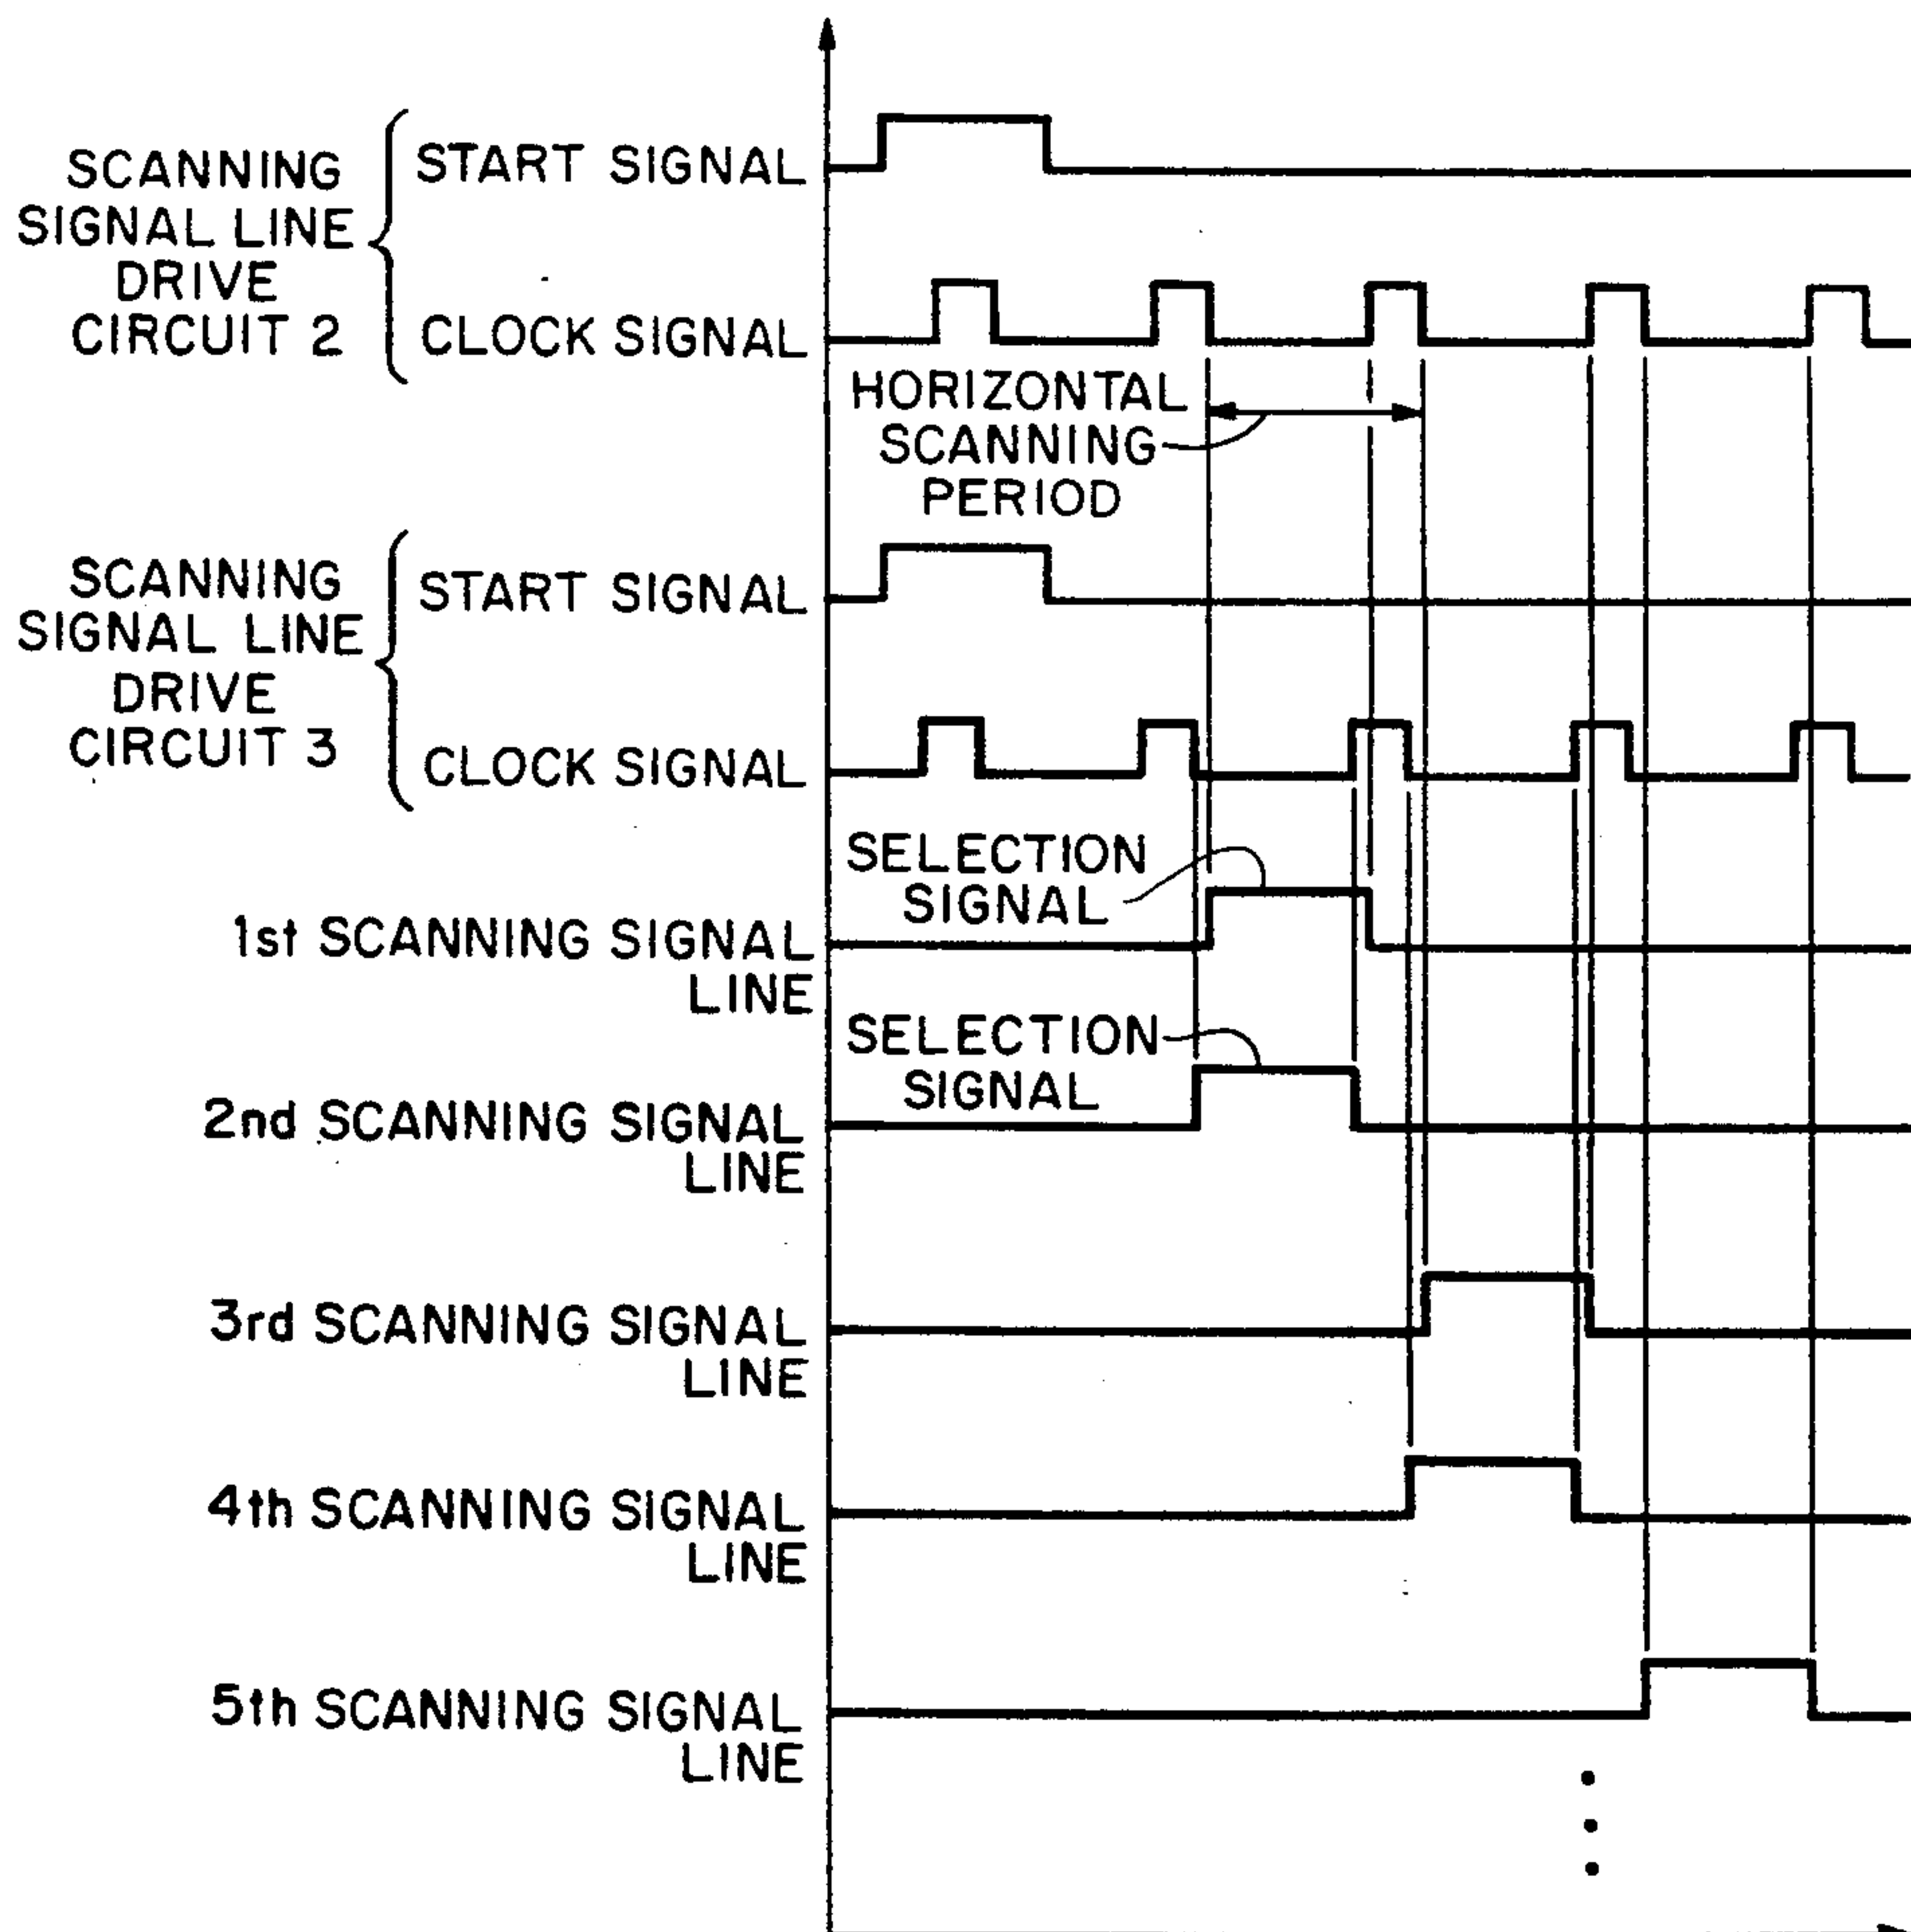 SCANNING
SIGNAL LINE
DRIVE
CIRCUIT 2
START SIGNAL
CLOCK SIGNAL
HORIZONTAL
SCANNING
PERIOD
SCANNING
SIGNAL LINE
DRIVE
CIRCUIT 3
START SIGNAL
CLOCK SIGNAL
SELECTION
SIGNAL
1st SCANNING SIGNAL
LINE
SELECTION
SIGNAL
2nd SCANNING SIGNAL
LINE
3rd SCANNING SIGNAL
LINE
4th SCANNING SIGNAL
LINE
5th SCANNING SIGNAL
LINE